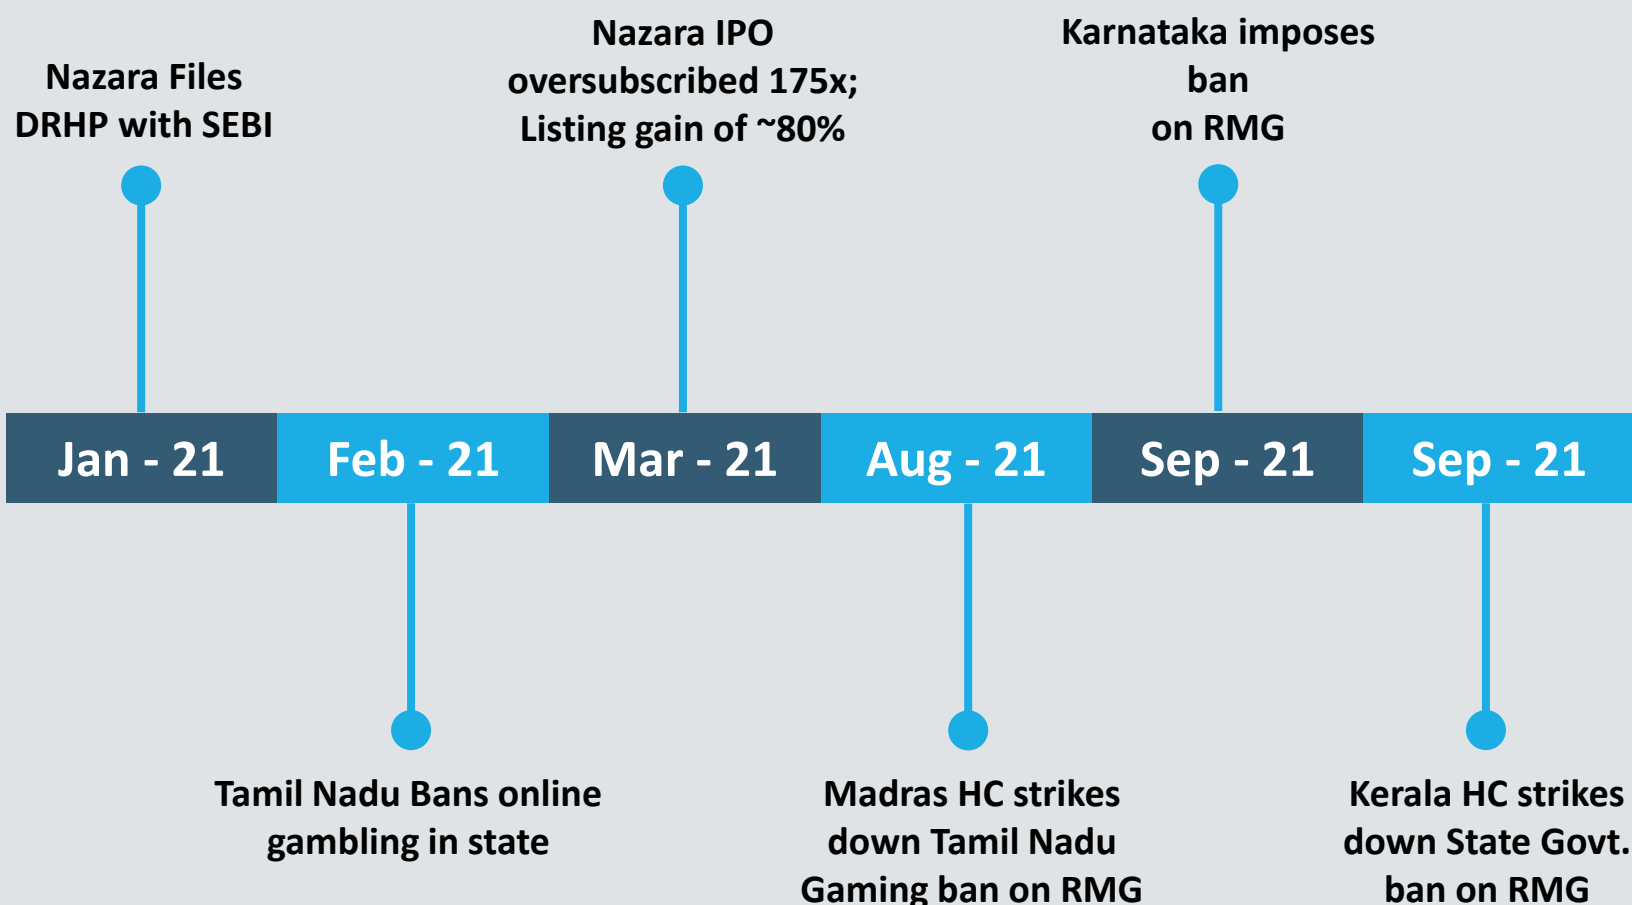 Nazara Files
DRHP with SEBI
Nazara IPO
oversubscribed 175x;
Listing gain of ~80%
Karnataka imposes
ban
on RMG
Jan - 21
Feb - 21
Mar - 21
Aug - 21
Sep - 21
Sep - 21
Tamil Nadu Bans online
gambling in state
Madras HC strikes
down Tamil Nadu
Gaming ban on RMG
Kerala HC strikes
down State Govt.
ban on RMG